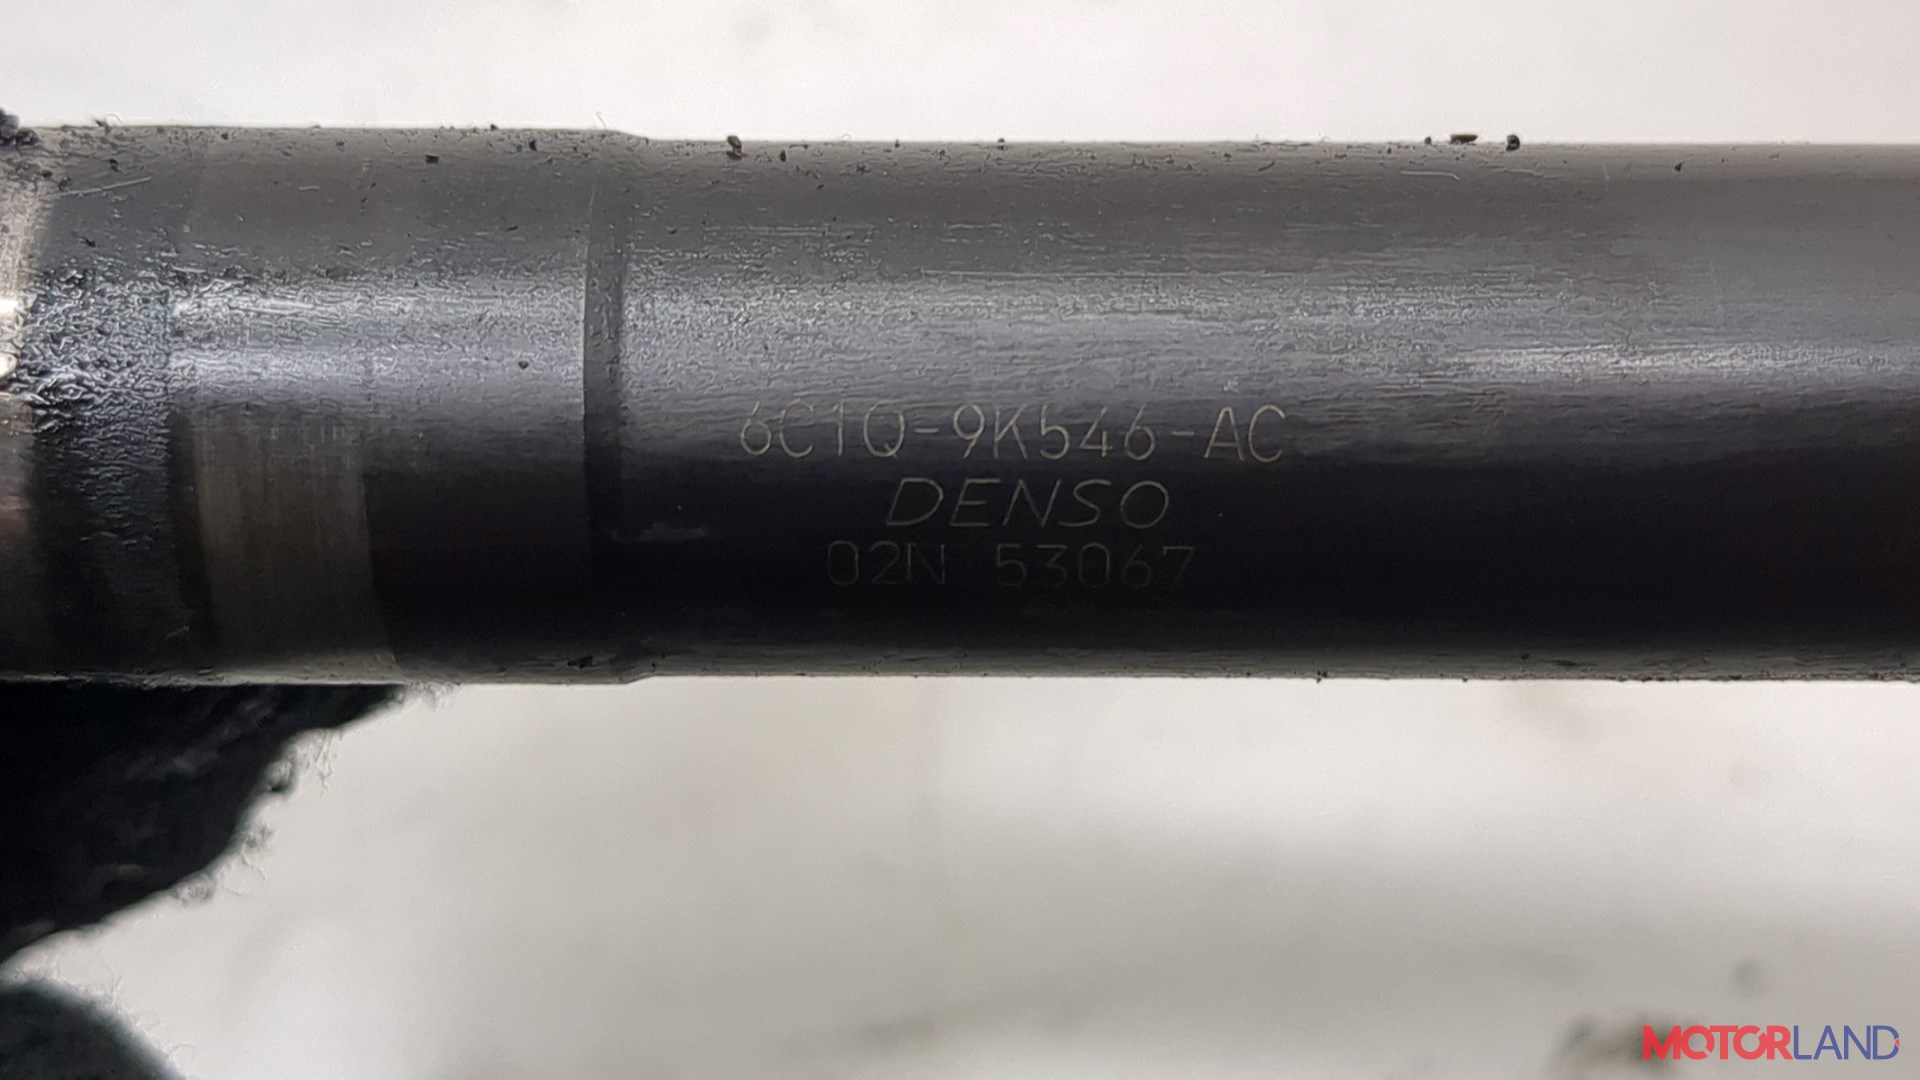 6C1Q-9K546-AC
DENSO
02N 53067
MOTORLAND